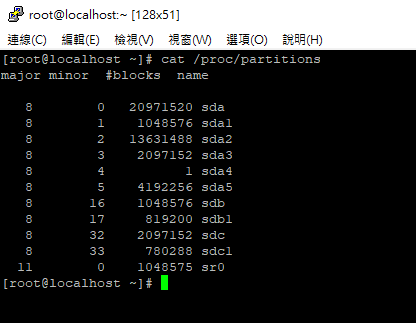 root@localhost:~ [128x51]
連線(C) 編輯(E) 檢視(V) 視窗(W) 選項(O) 說明(H)
[root@localhost ~]# cat /proc/partitions
major minor  #blocks  name

   8        0   20971520 sda
   8        1    1048576 sda1
   8        2   13631488 sda2
   8        3    2097152 sda3
   8        4          1 sda4
   8        5    4192256 sda5
   8       16    1048576 sdb
   8       17     819200 sdb1
   8       32    2097152 sdc
   8       33     780288 sdc1
  11        0    1048575 sr0
[root@localhost ~]#